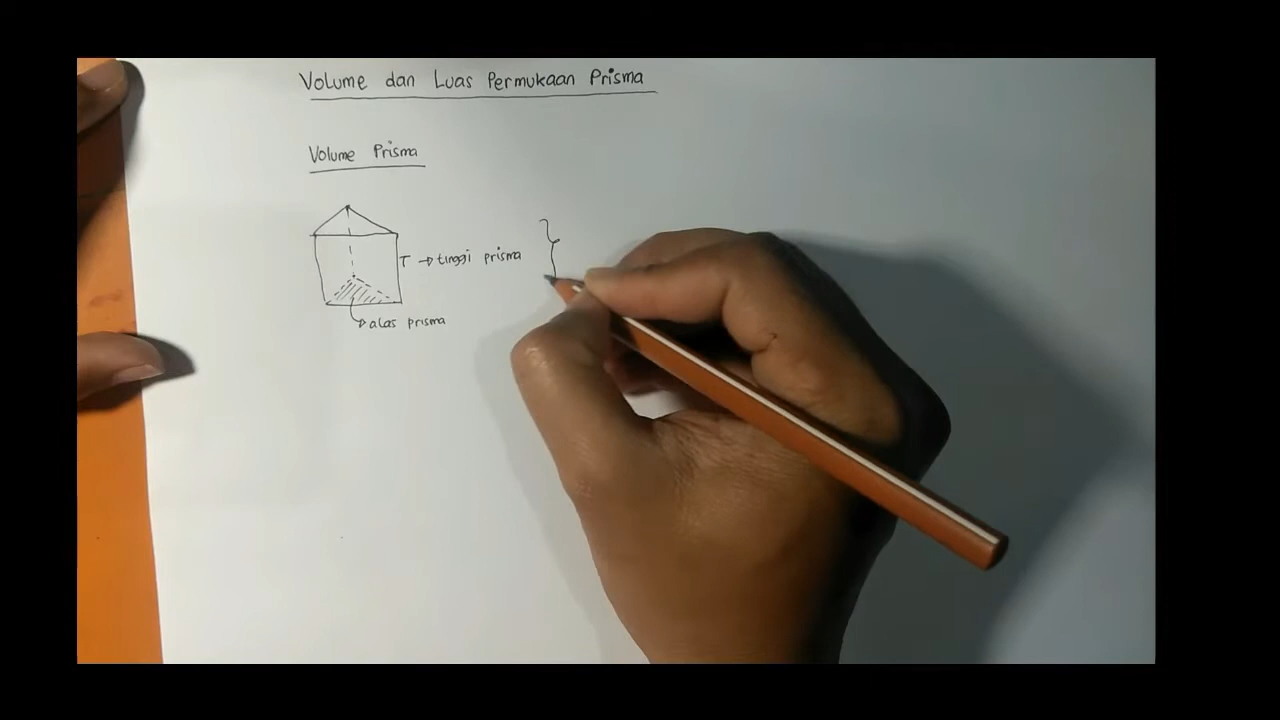 Volume dan Luas Permukaan Prisma
Volume Prisma
T → tinggi prisma
alas prisma